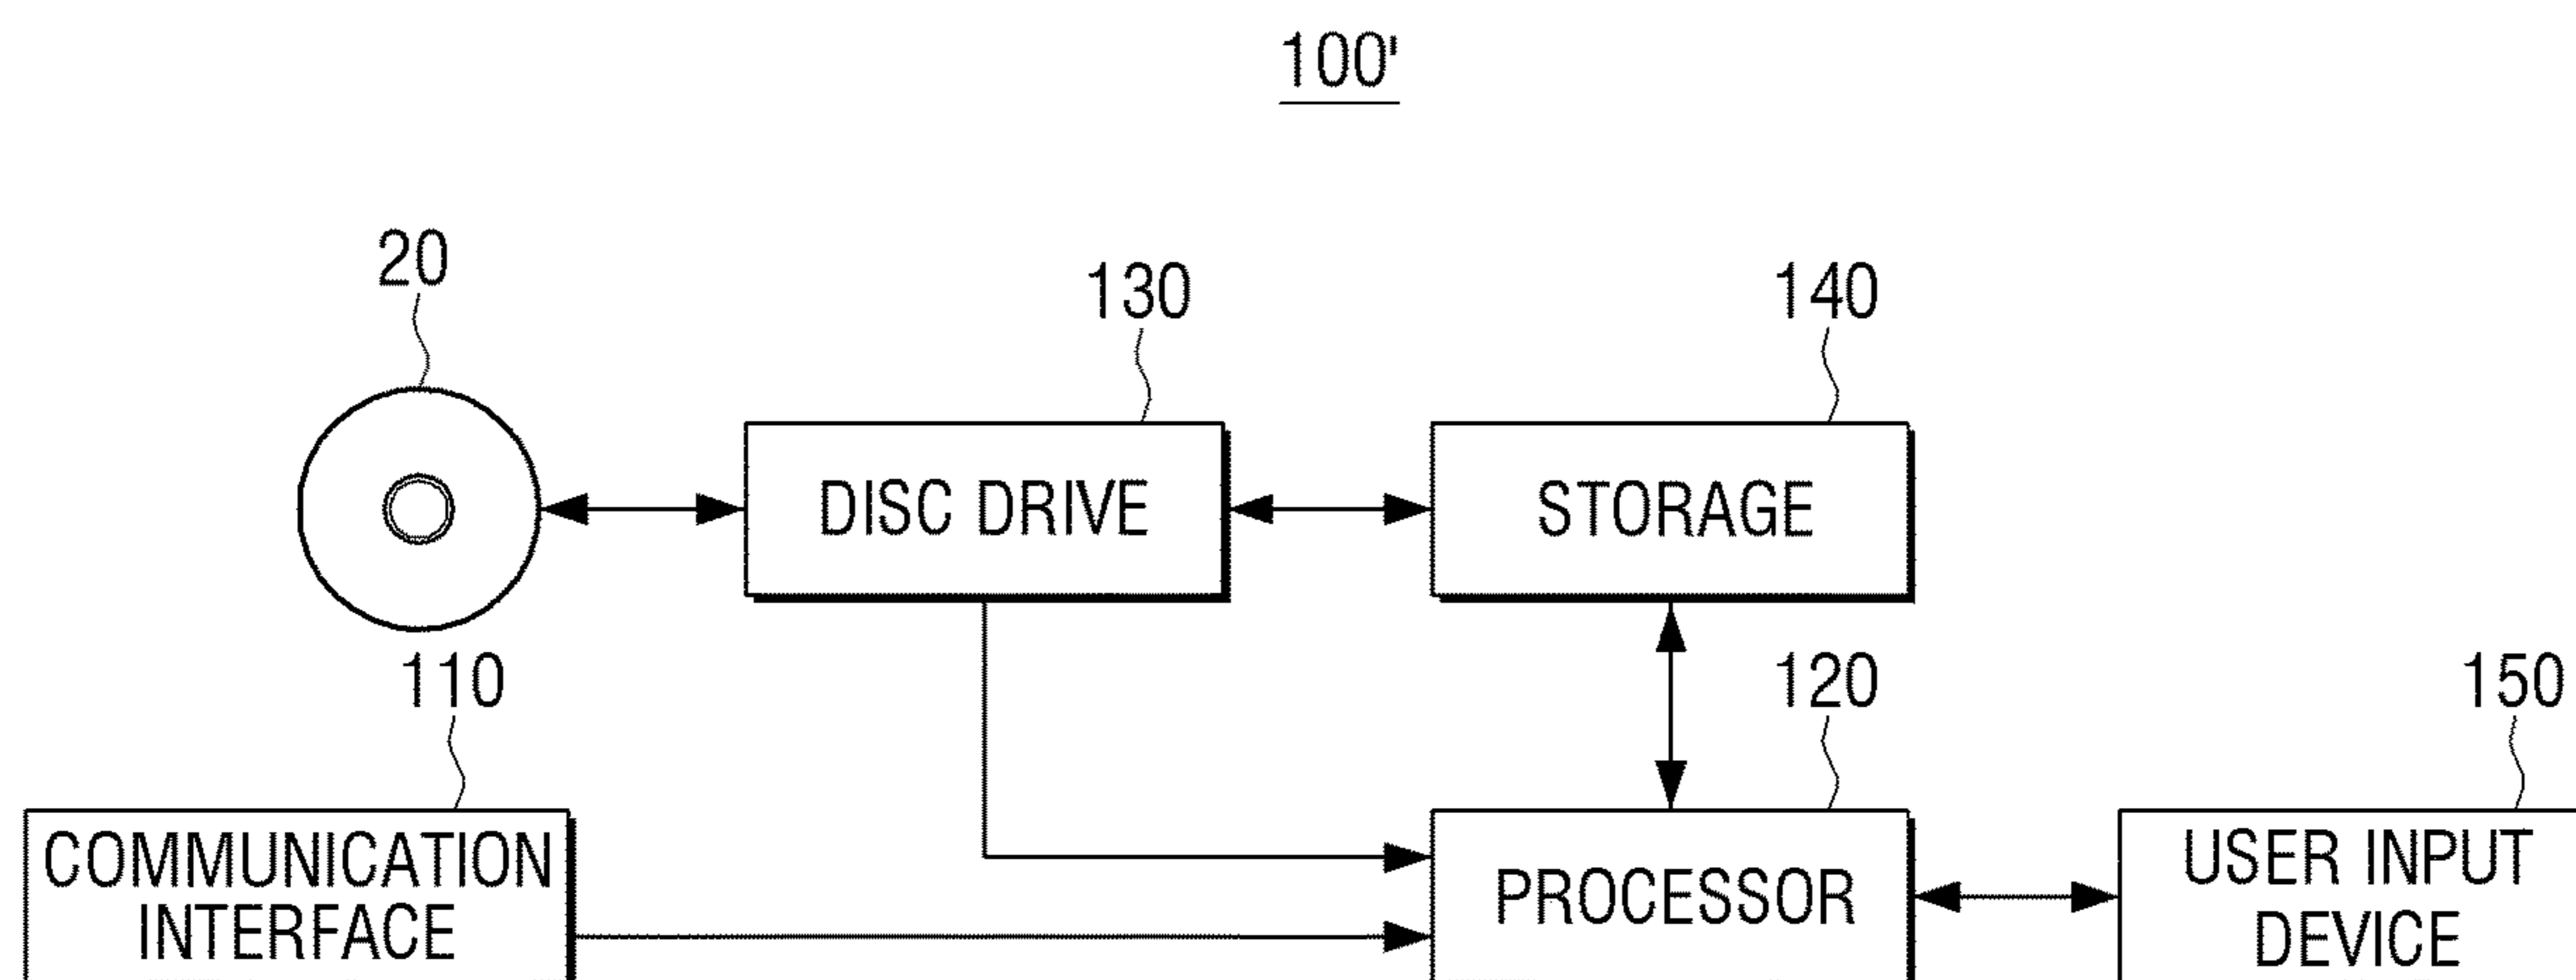 100'
20
130
140
DISC DRIVE
STORAGE
110
120
150
COMMUNICATION
INTERFACE
PROCESSOR
USER INPUT
DEVICE